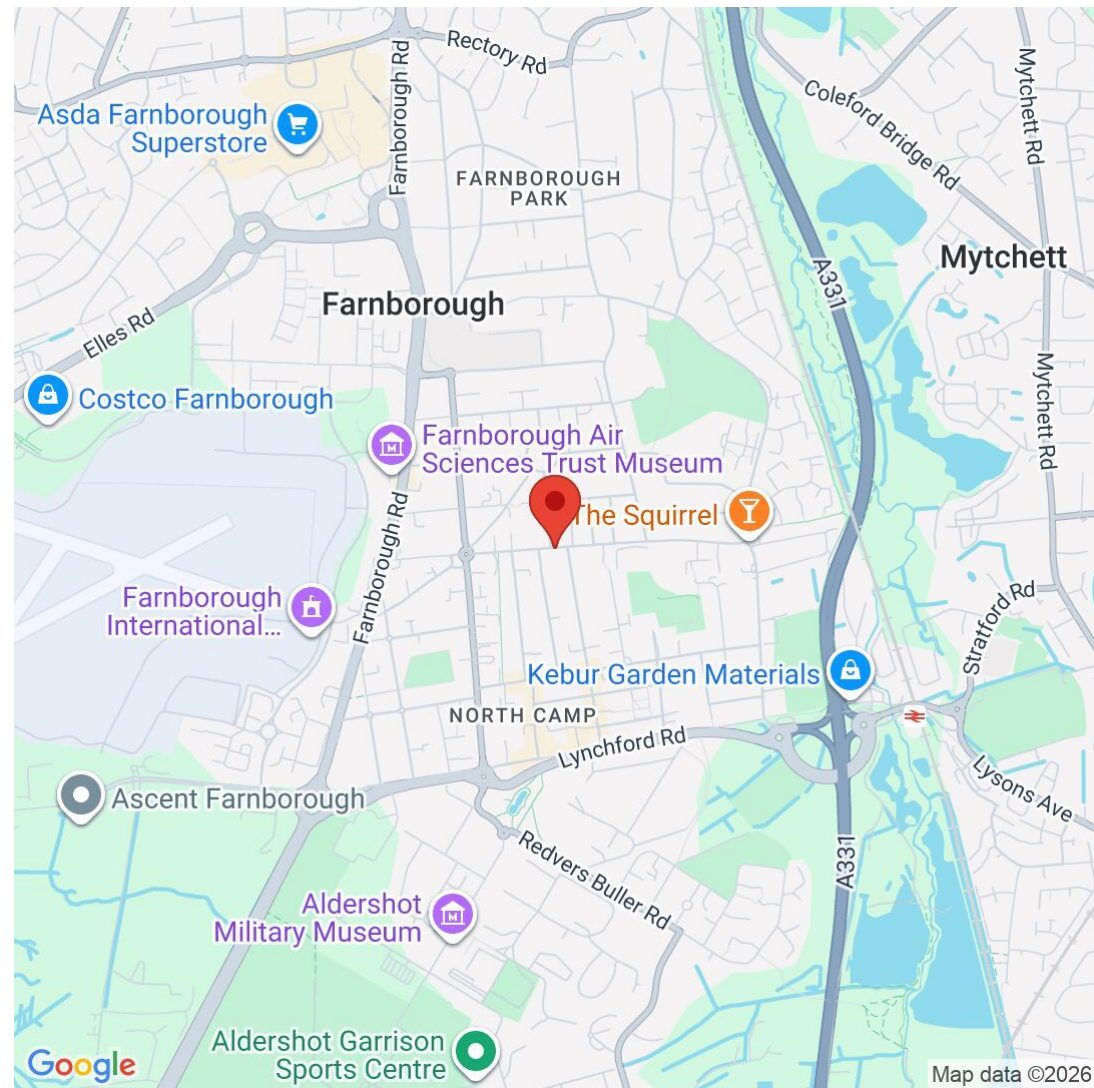 Rectory Rd
Farnborough Rd
Asda Farnborough
Superstore
Coleford Bridge Rd
Mytchett Rd
FARNBOROUGH
PARK
Mytchett
A331
Farnborough
Elles Rd
Costco Farnborough
Mytchett Rd
Farnborough Air
Sciences Trust Museum
Farnborough Rd
The Squirrel
Farnborough
International...
Stratford Rd
Kebur Garden Materials
NORTH CAMP
Lynchford Rd
Lysons Ave
Ascent Farnborough
Redvers Buller Rd
A331
Aldershot
Military Museum
Aldershot Garrison
Sports Centre
Google
Map data ©2026